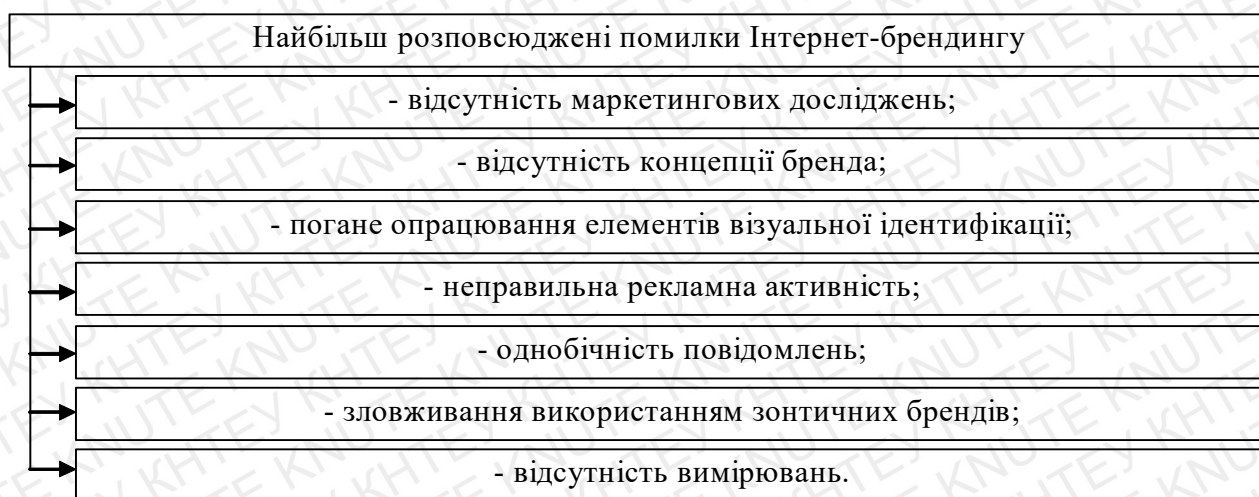 Найбільш розповсюджені помилки Інтернет-брендингу
- відсутність маркетингових досліджень;
- відсутність концепції бренда;
- погане опрацювання елементів візуальної ідентифікації;
- неправильна рекламна активність;
- однобічність повідомлень;
- зловживання використанням зонтичних брендів;
- відсутність вимірювань.